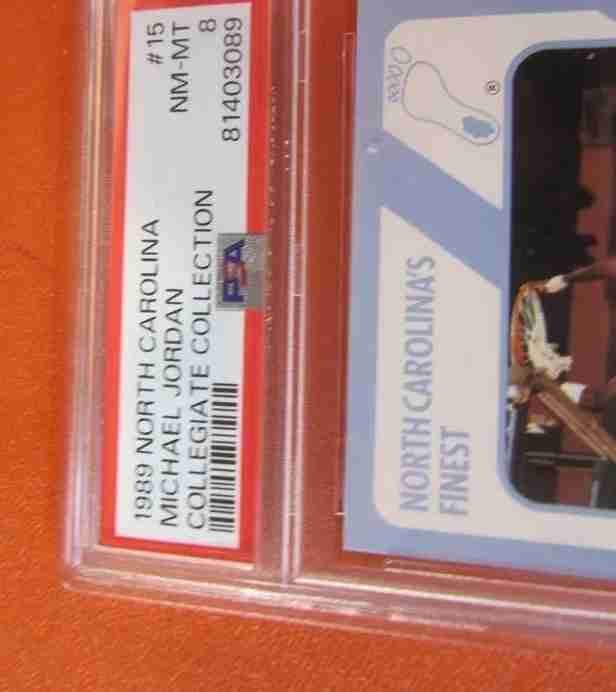 1989 NORTH CAROLINA #15
MICHAEL JORDAN NM-MT
COLLEGIATE COLLECTION 8
81403089
PSA
®
NORTH CAROLINA'S
FINEST